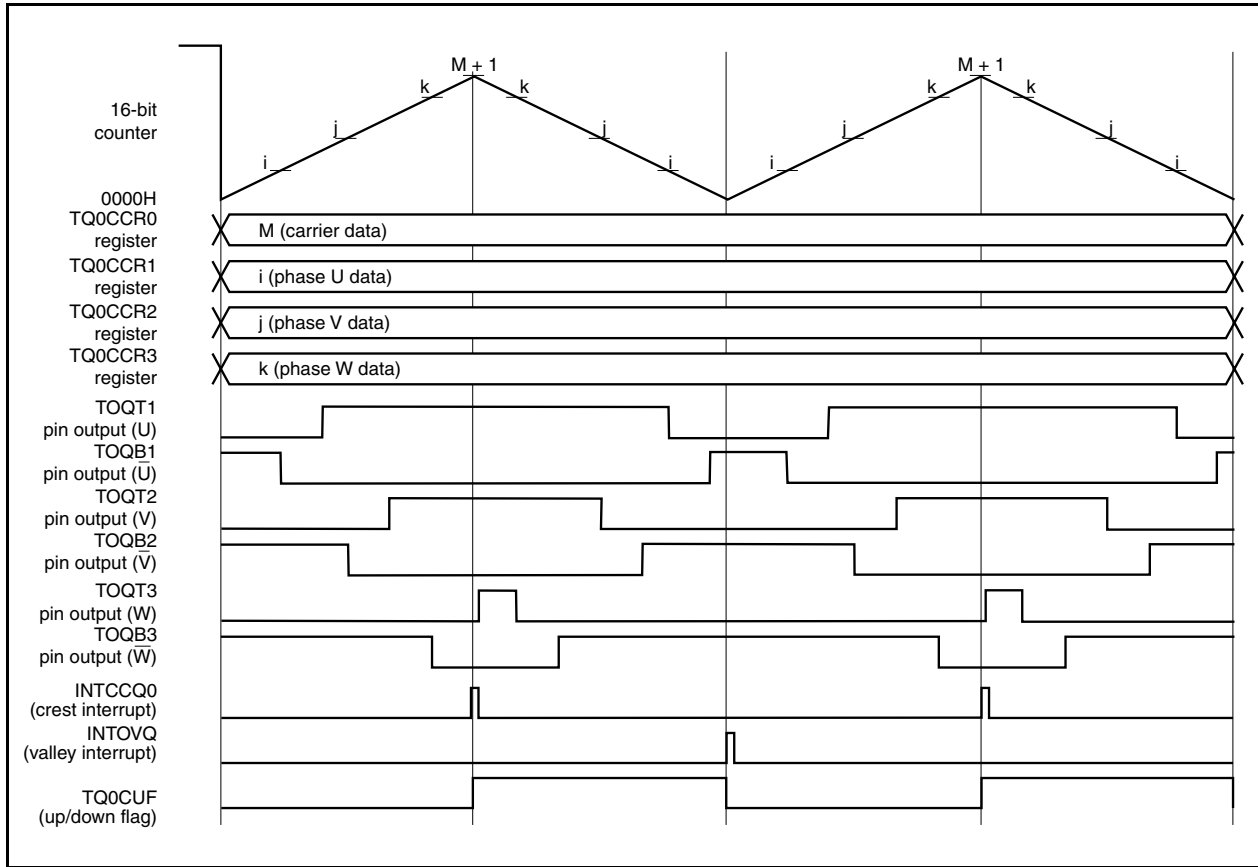 M + 1
M + 1
k
k
k
k
16-bit
counter
j
j
j
j
i
i
i
i
0000H
TQ0CCR0
register
M (carrier data)
TQ0CCR1
register
i (phase U data)
TQ0CCR2
register
j (phase V data)
TQ0CCR3
register
k (phase W data)
TOQT1
pin output (U)
TOQB1
pin output (U̅)
TOQT2
pin output (V)
TOQB2
pin output (V̅)
TOQT3
pin output (W)
TOQB3
pin output (W̅)
INTCCQ0
(crest interrupt)
INTOVQ
(valley interrupt)
TQ0CUF
(up/down flag)